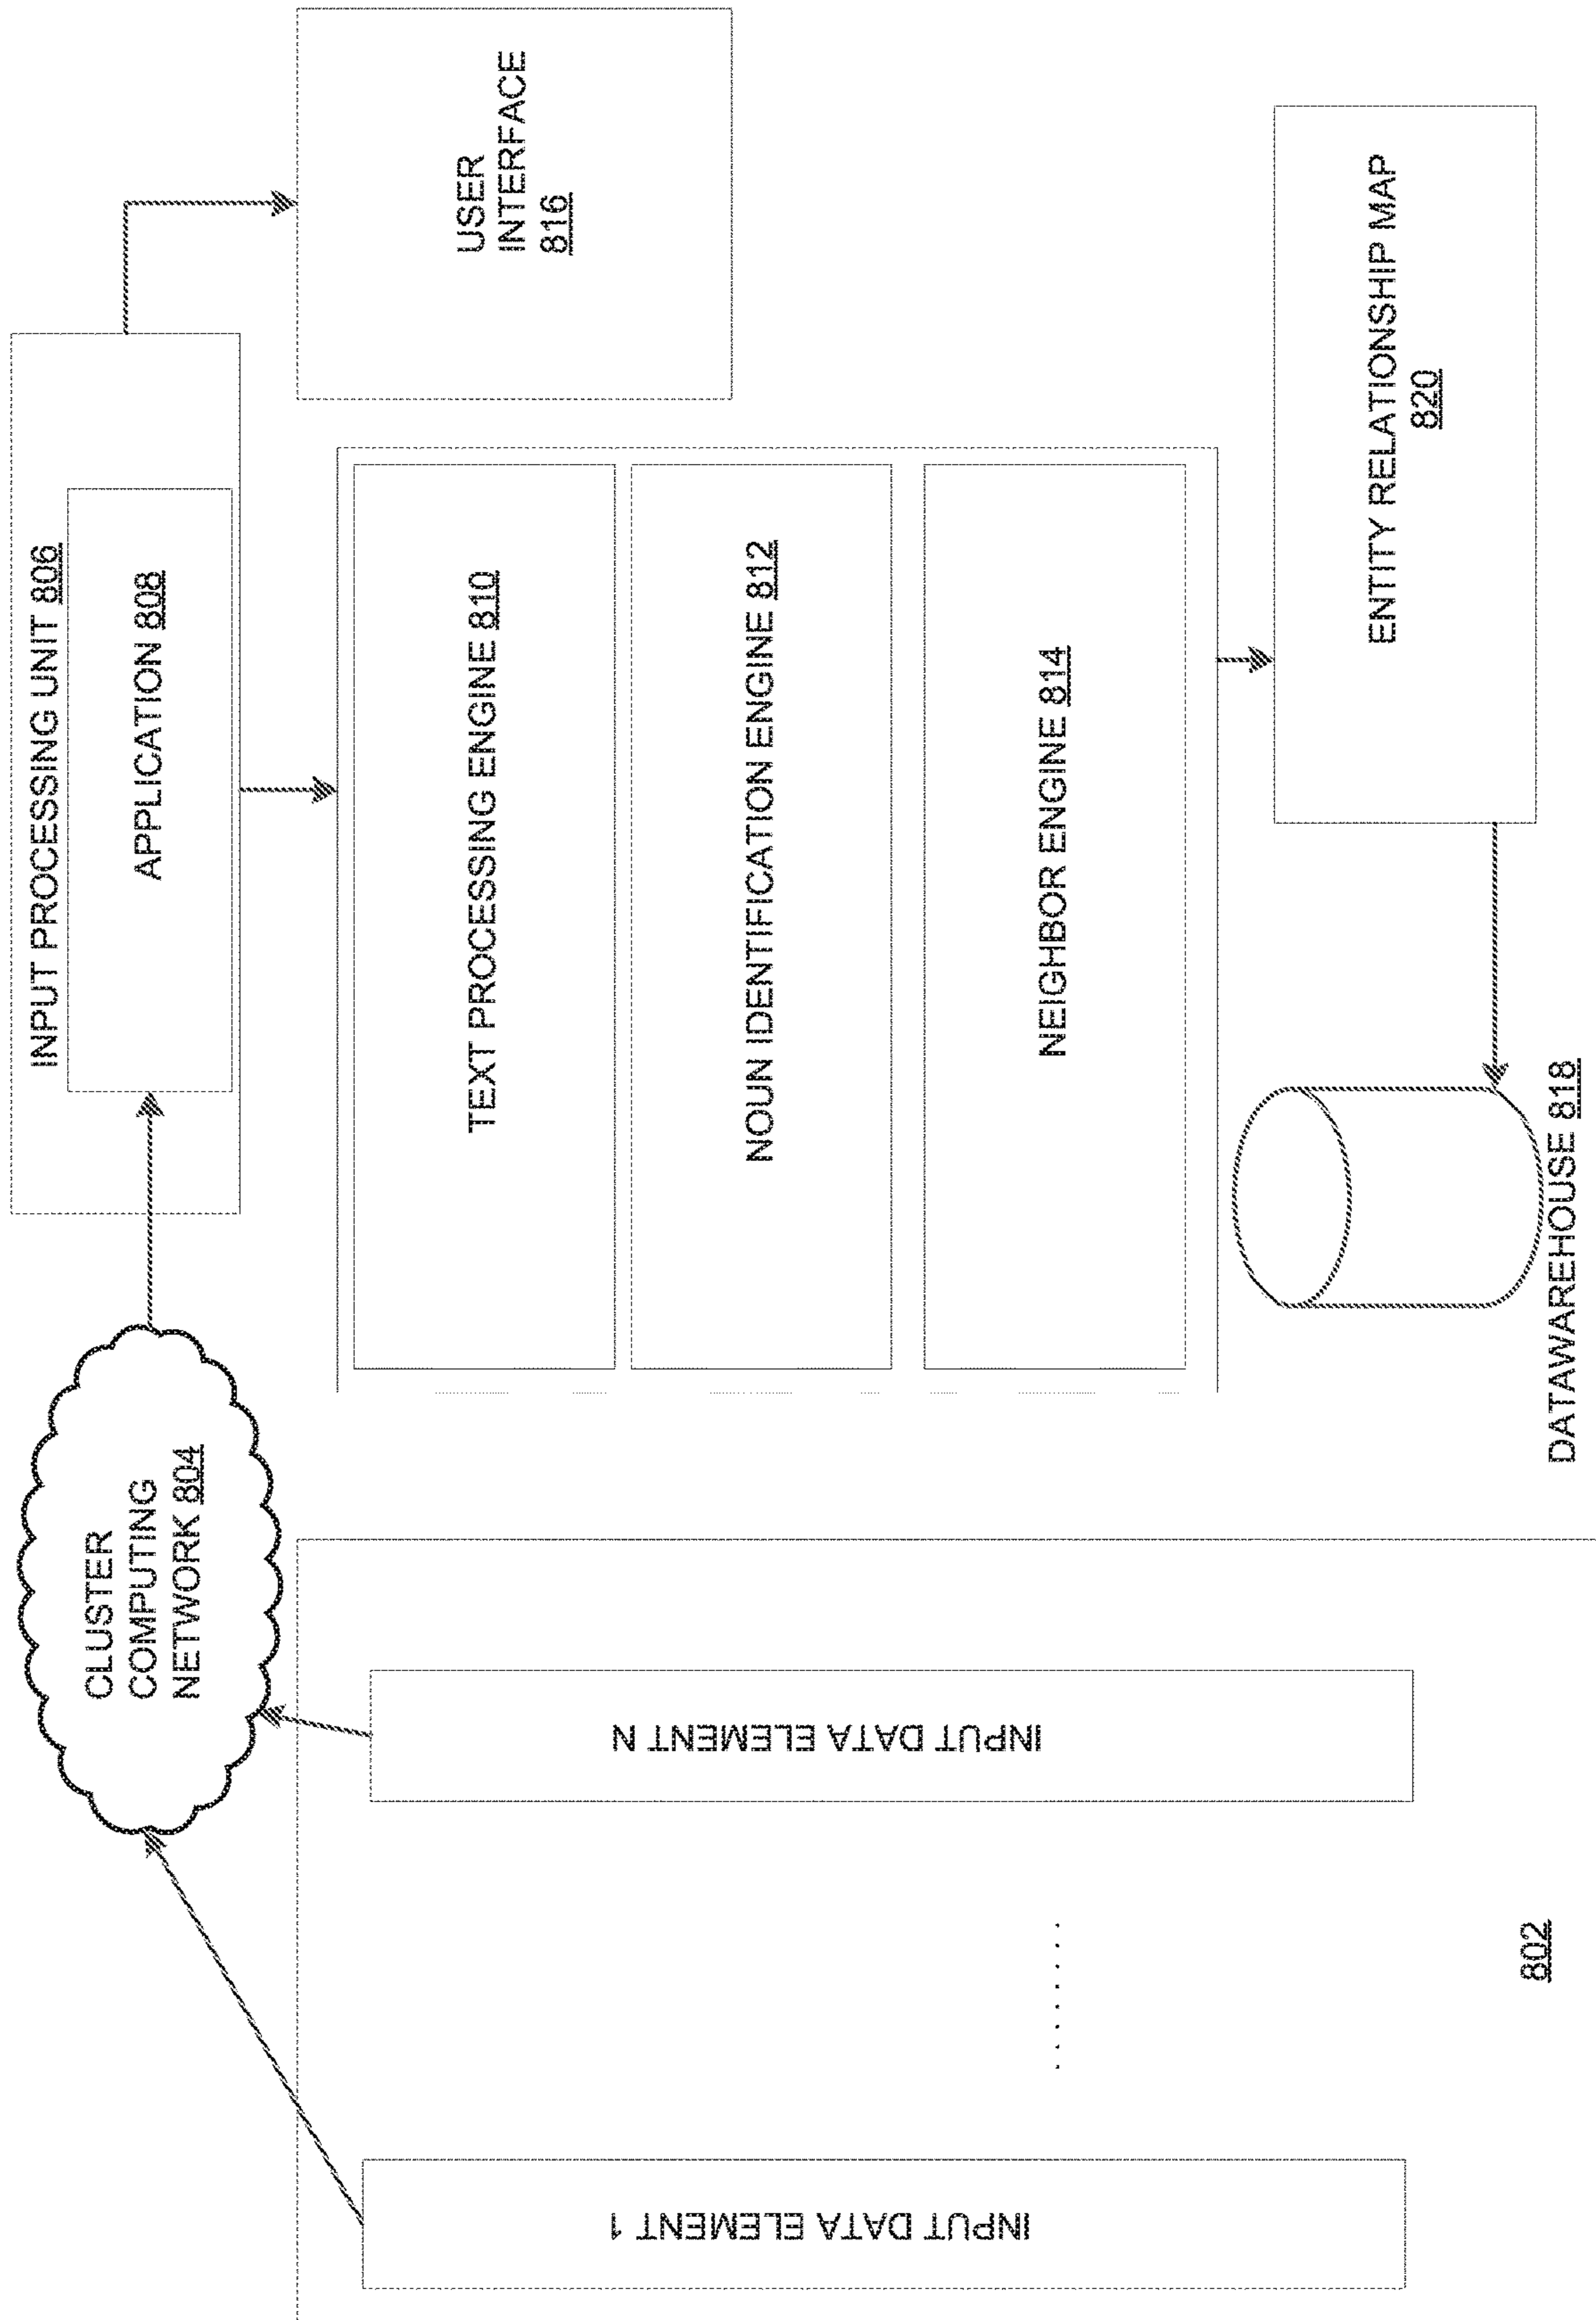 CLUSTER
COMPUTING
NETWORK 804
INPUT PROCESSING UNIT 806
APPLICATION 808
USER
INTERFACE
816
TEXT PROCESSING ENGINE 810
NOUN IDENTIFICATION ENGINE 812
NEIGHBOR ENGINE 814
INPUT DATA ELEMENT 1
.......
INPUT DATA ELEMENT N
802
ENTITY RELATIONSHIP MAP
820
DATAWAREHOUSE 818